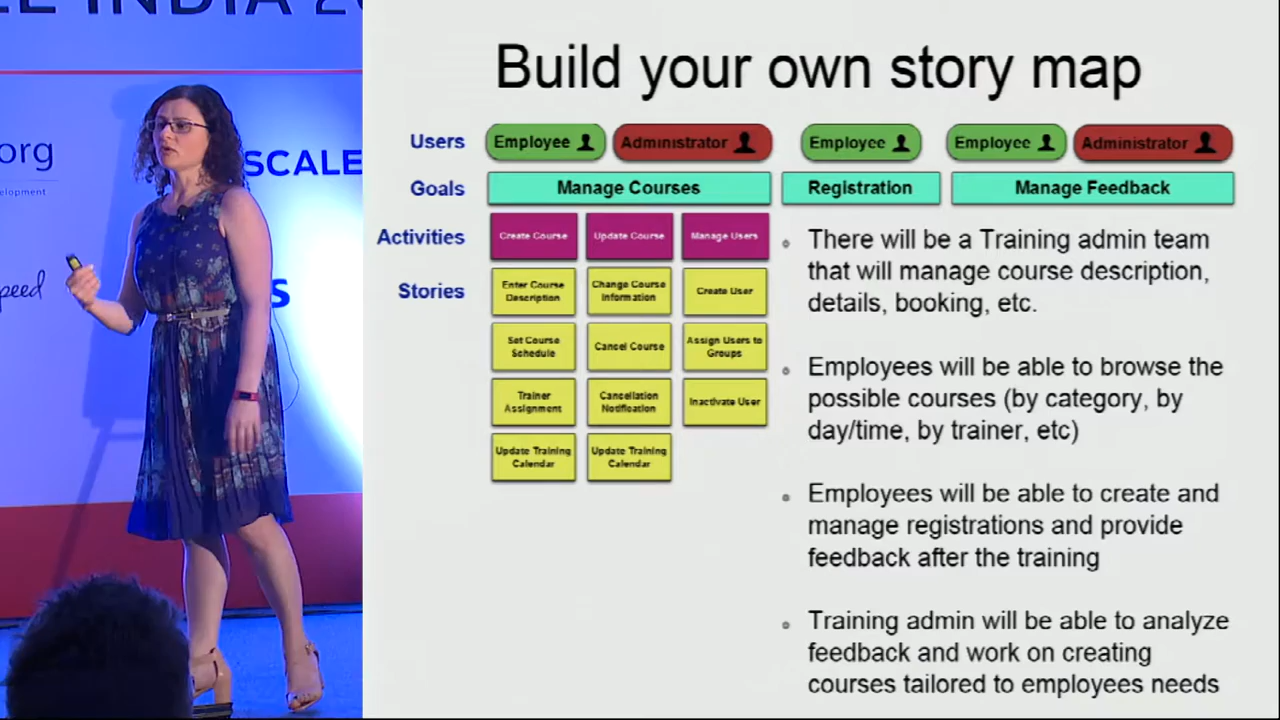 LE INDIA 20
org
velopment
SCALE
peed
S
Build your own story map
Users
Employee
Administrator
Employee
Employee
Administrator
Goals
Manage Courses
Registration
Manage Feedback
Activities
Create Course
Update Course
Manage Users
Stories
Enter Course
Description
Change Course
Information
Create User
Set Course
Schedule
Cancel Course
Assign Users to
Groups
Trainer
Assignment
Cancellation
Notification
Inactivate User
Update Training
Calendar
Update Training
Calendar
There will be a Training admin team
that will manage course description,
details, booking, etc.
Employees will be able to browse the
possible courses (by category, by
day/time, by trainer, etc)
Employees will be able to create and
manage registrations and provide
feedback after the training
Training admin will be able to analyze
feedback and work on creating
courses tailored to employees needs